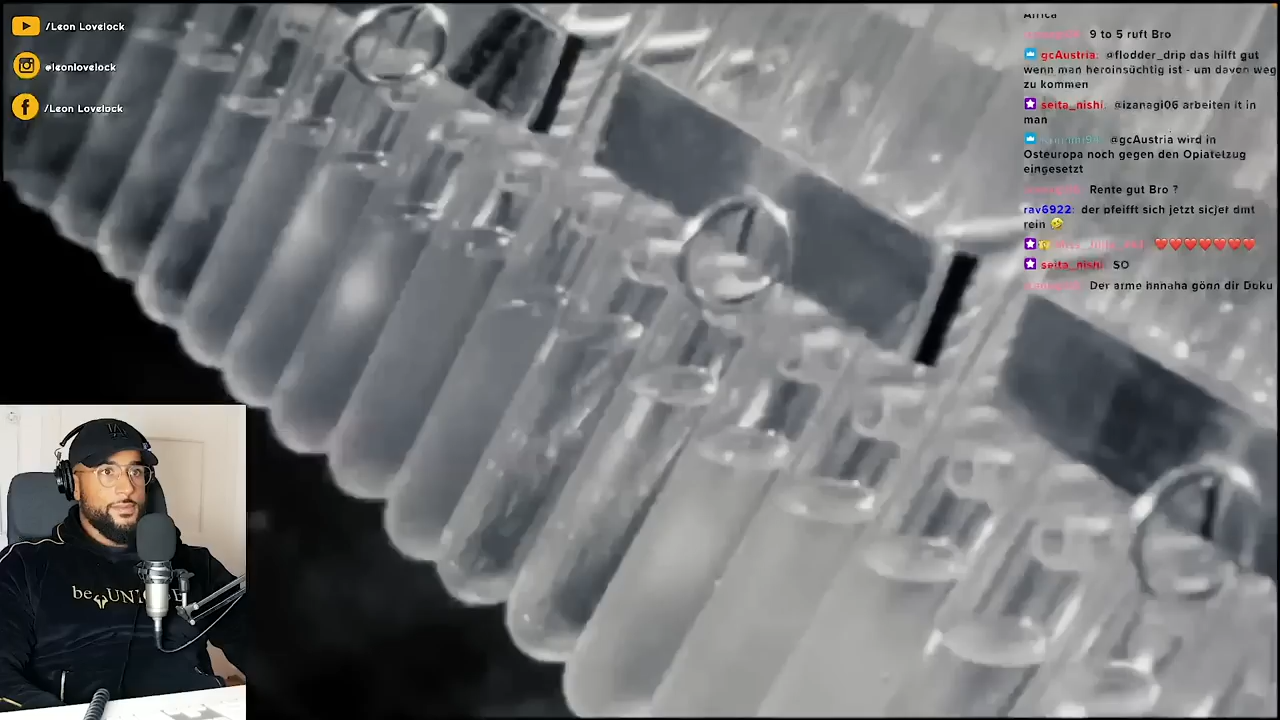 /Leon Lovelock
@leonlovelock
/Leon Lovelock
be UNI
Africa
9 to 5 ruft Bro
gcAustria: @flodder_drip das hilft gut
wenn man heroinsüchtig ist - um davon weg
zu kommen
seita_nishi: @izanagi06 arbeiten it in
man
@gcAustria wird in
Osteuropa noch gegen den Opiatetzug
eingesetzt
Rente gut Bro ?
rav6922: der pfeifft sich jetzt sicjer dmt
rein
seita_nishi: SO
Der arme hnnaha gönn dir Doku